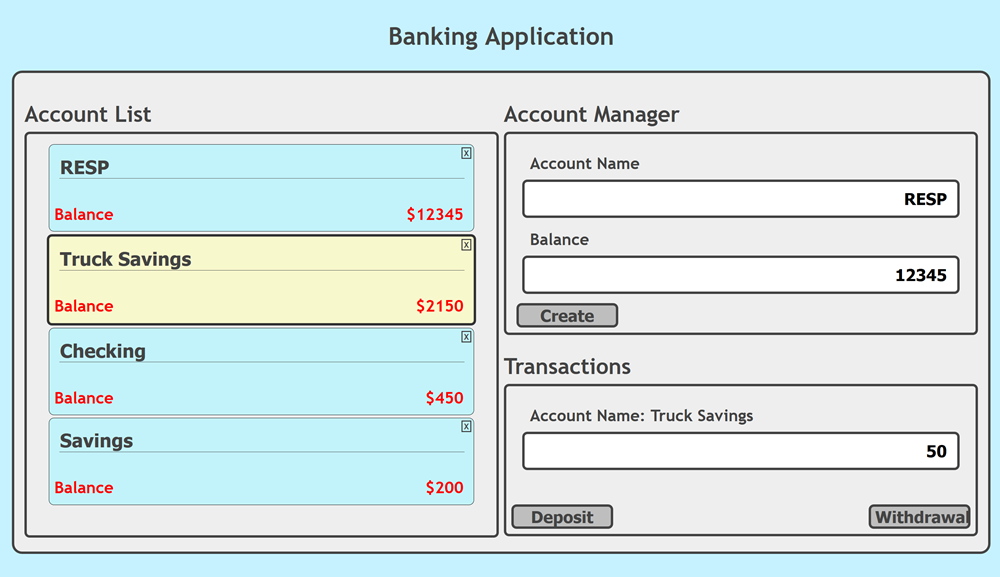 Banking Application
Account List
x
RESP
Balance $12345
x
Truck Savings
Balance $2150
x
Checking
Balance $450
x
Savings
Balance $200
Account Manager
Account Name
RESP
Balance
12345
Create
Transactions
Account Name: Truck Savings
50
Deposit Withdrawal